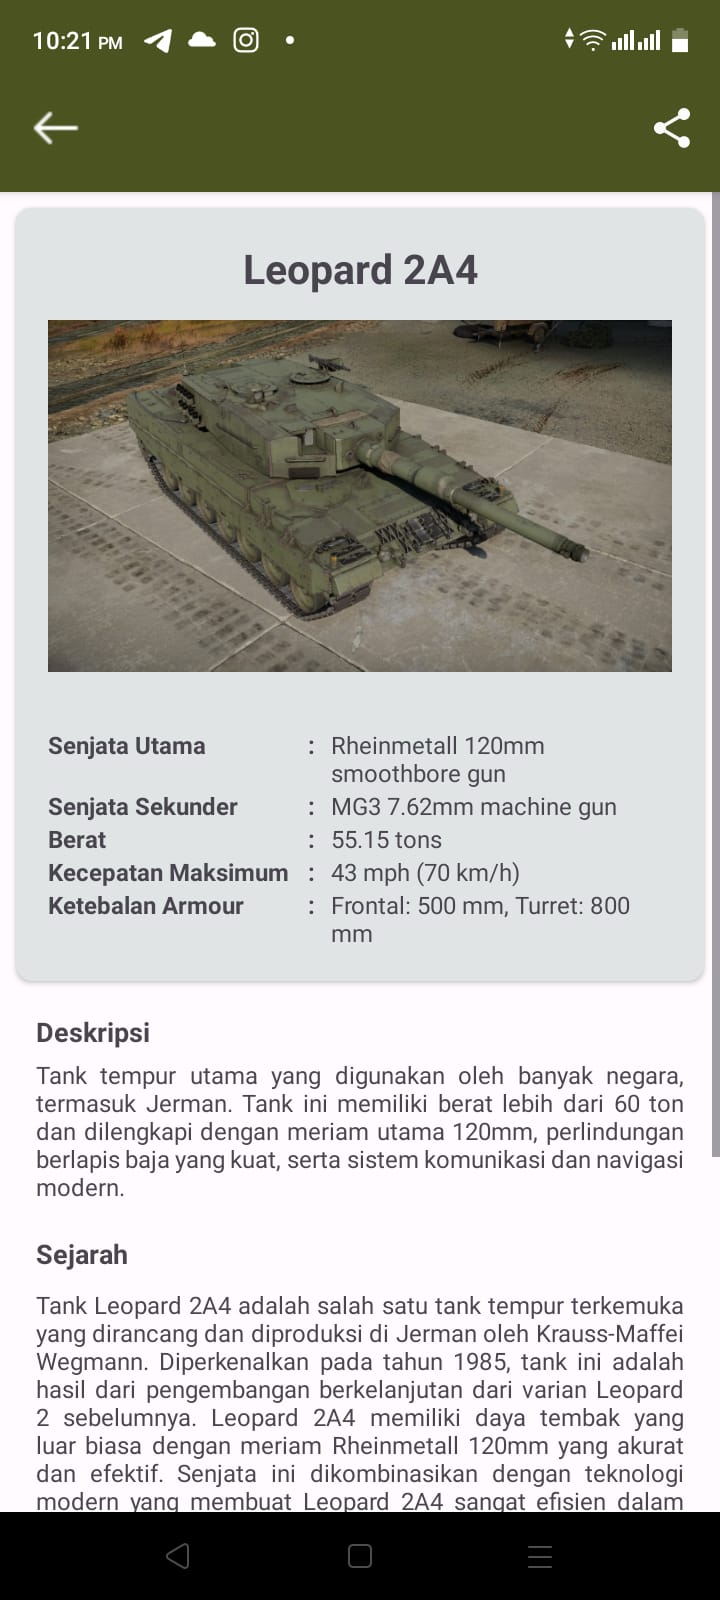 10:21 PM
Leopard 2A4
Senjata Utama : Rheinmetall 120mm
smoothbore gun
Senjata Sekunder : MG3 7.62mm machine gun
Berat : 55.15 tons
Kecepatan Maksimum : 43 mph (70 km/h)
Ketebalan Armour : Frontal: 500 mm, Turret: 800
mm
Deskripsi
Tank tempur utama yang digunakan oleh banyak negara,
termasuk Jerman. Tank ini memiliki berat lebih dari 60 ton
dan dilengkapi dengan meriam utama 120mm, perlindungan
berlapis baja yang kuat, serta sistem komunikasi dan navigasi
modern.
Sejarah
Tank Leopard 2A4 adalah salah satu tank tempur terkemuka
yang dirancang dan diproduksi di Jerman oleh Krauss-Maffei
Wegmann. Diperkenalkan pada tahun 1985, tank ini adalah
hasil dari pengembangan berkelanjutan dari varian Leopard
2 sebelumnya. Leopard 2A4 memiliki daya tembak yang
luar biasa dengan meriam Rheinmetall 120mm yang akurat
dan efektif. Senjata ini dikombinasikan dengan teknologi
modern yang membuat Leopard 2A4 sangat efisien dalam